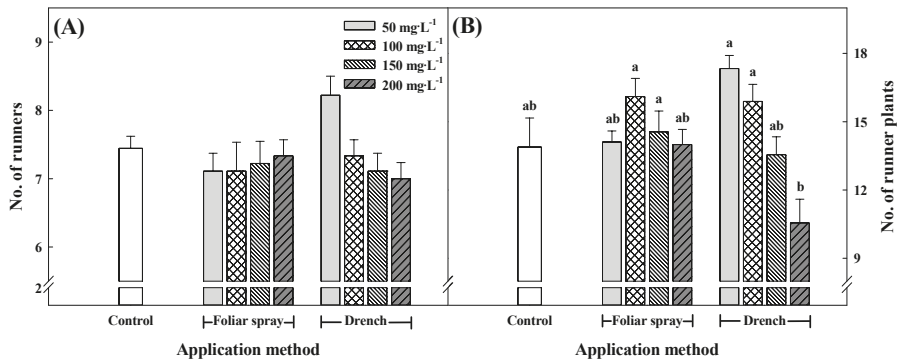 (A)
50 mg·L⁻¹
100 mg·L⁻¹
150 mg·L⁻¹
200 mg·L⁻¹
No. of runners
9
8
7
6
2
Control
Foliar spray
Drench
Application method
(B)
ab
ab
a
a
ab
a
a
ab
b
18
15
12
9
No. of runner plants
Control
Foliar spray
Drench
Application method